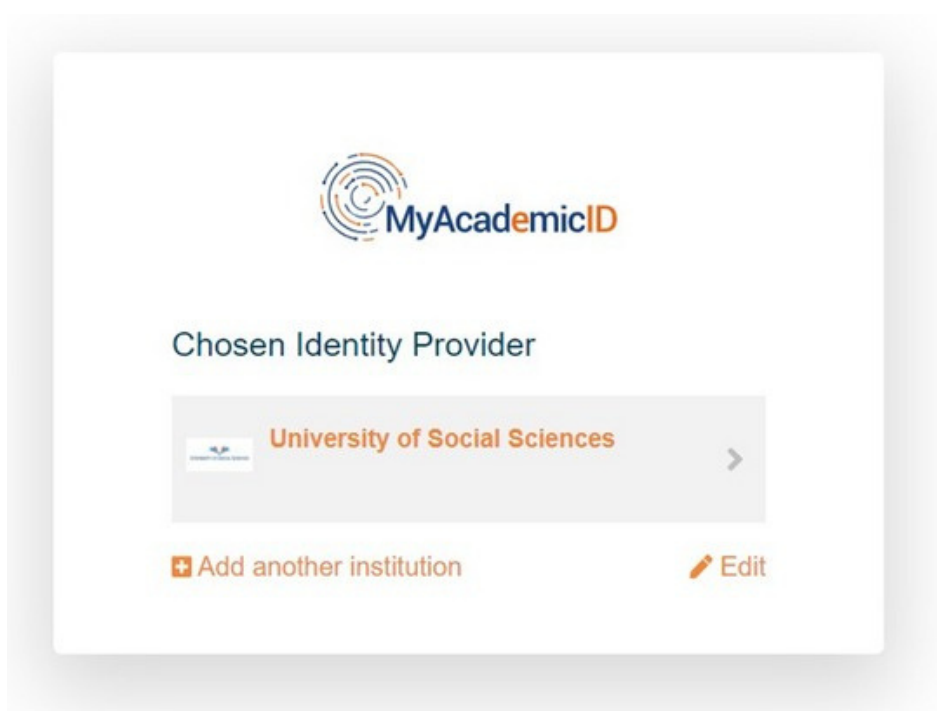 MyAcademicID
Chosen Identity Provider
University of Social Sciences
Add another institution
Edit